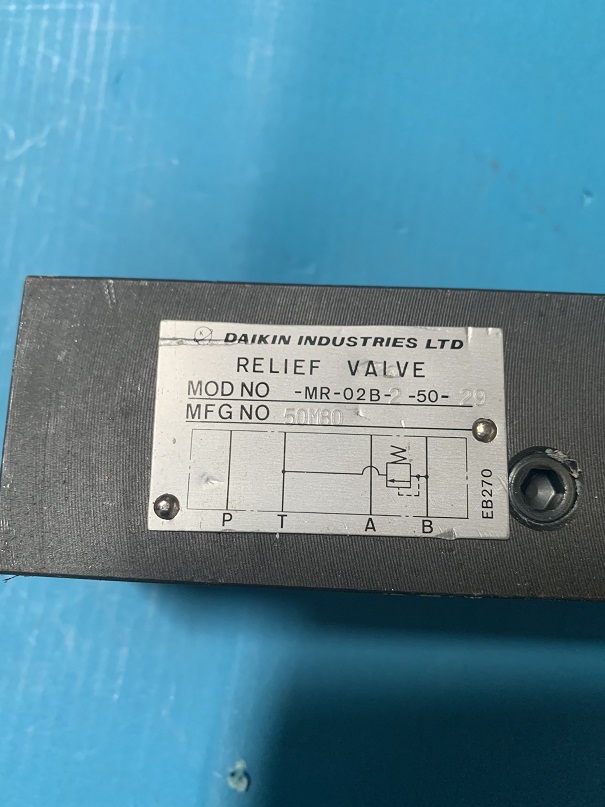 DAIKIN INDUSTRIES LTD
RELIEF VALVE
MOD NO -MR-02B-2-50-29
MFG NO 50M80
P T A B
EB270